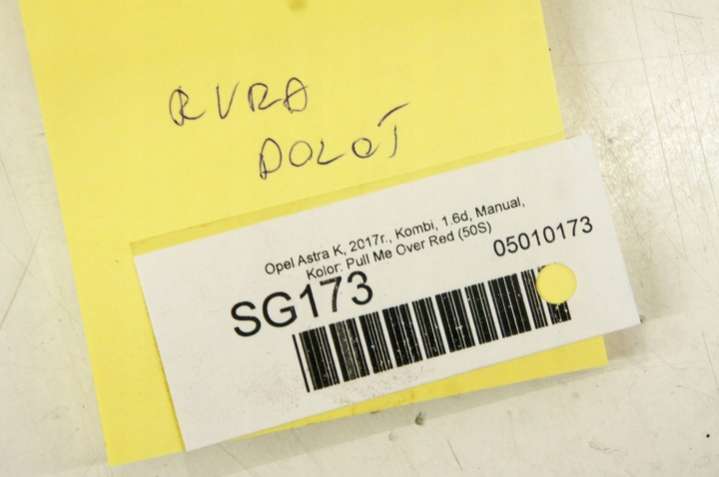 RURA
DOLOT
Opel Astra K, 2017r., Kombi, 1.6d, Manual,
Kolor: Pull Me Over Red (50S)
SG173
05010173